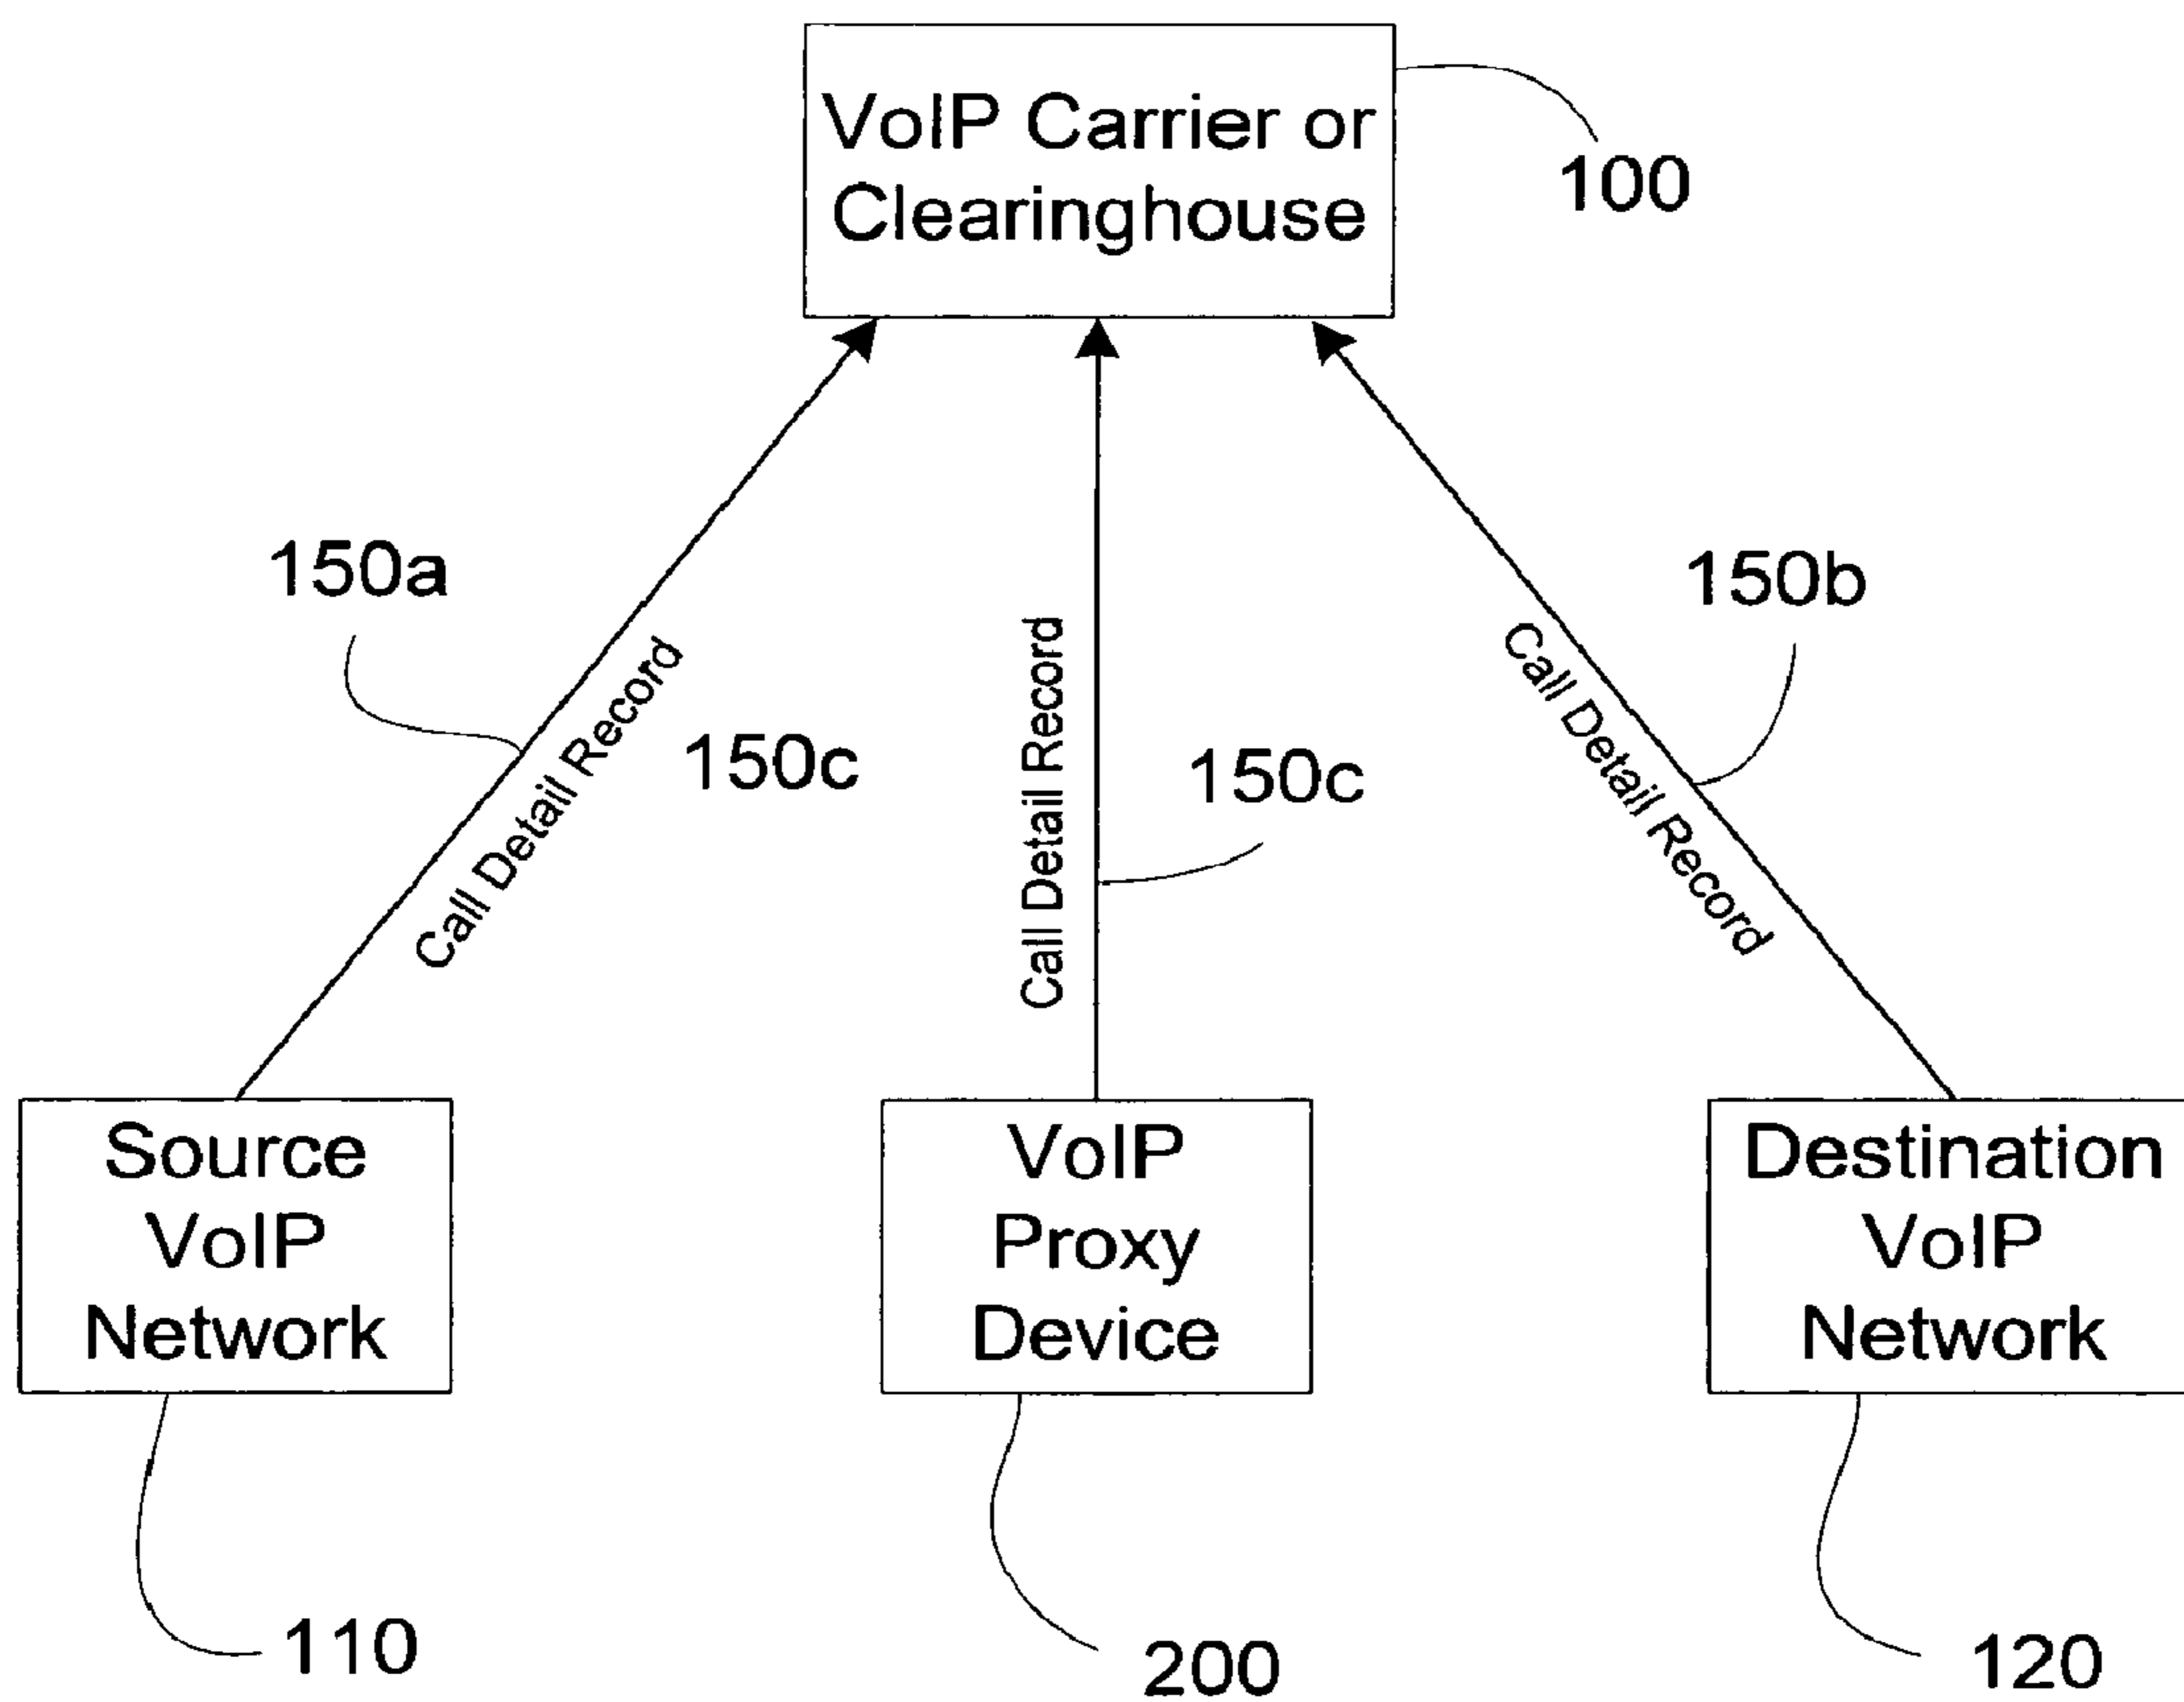 VoIP Carrier or
Clearinghouse
100
150a
150b
Call Detail Record
150c
Call Detail Record
150c
Call Detail Record
Source
VoIP
Network
VoIP
Proxy
Device
Destination
VoIP
Network
110
200
120